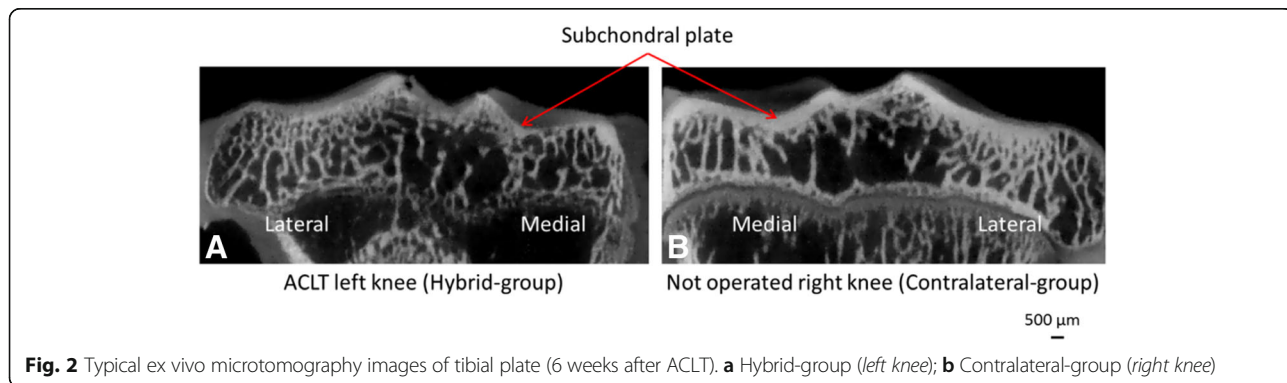 Subchondral plate
Lateral
Medial
A
Medial
Lateral
B
ACLT left knee (Hybrid-group)
Not operated right knee (Contralateral-group)
500 µm
Fig. 2 Typical ex vivo microtomography images of tibial plate (6 weeks after ACLT). a Hybrid-group (left knee); b Contralateral-group (right knee)